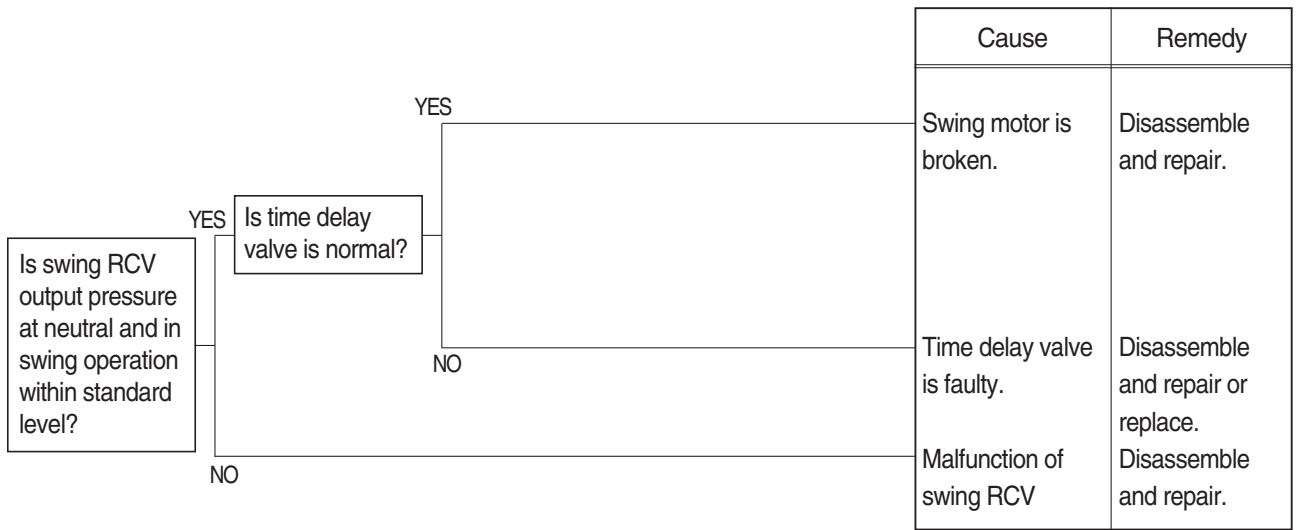 Cause
Remedy
YES
Swing motor is
broken.
Disassemble
and repair.
YES
Is time delay
valve is normal?
Is swing RCV
output pressure
at neutral and in
swing operation
within standard
level?
NO
Time delay valve
is faulty.
Disassemble
and repair or
replace.
NO
Malfunction of
swing RCV
Disassemble
and repair.